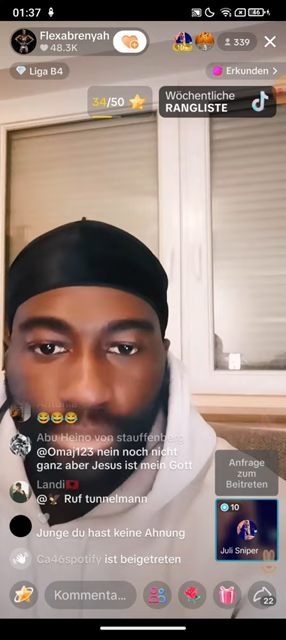 01:37
46
Flexabrenyah
48.3K
339
Liga B4
Erkunden >
34/50
Wöchentliche
RANGLISTE
😂😂😂
Abu Heino von stauffenberg
@Omaj123 nein noch nicht
ganz aber Jesus ist mein Gott
Landi🇦🇱
@🦅 Ruf tunnelmann
Junge du hast keine Ahnung
Ca46spotify ist beigetreten
Anfrage
zum
Beitreten
10
Juli Sniper
Kommenta...
22